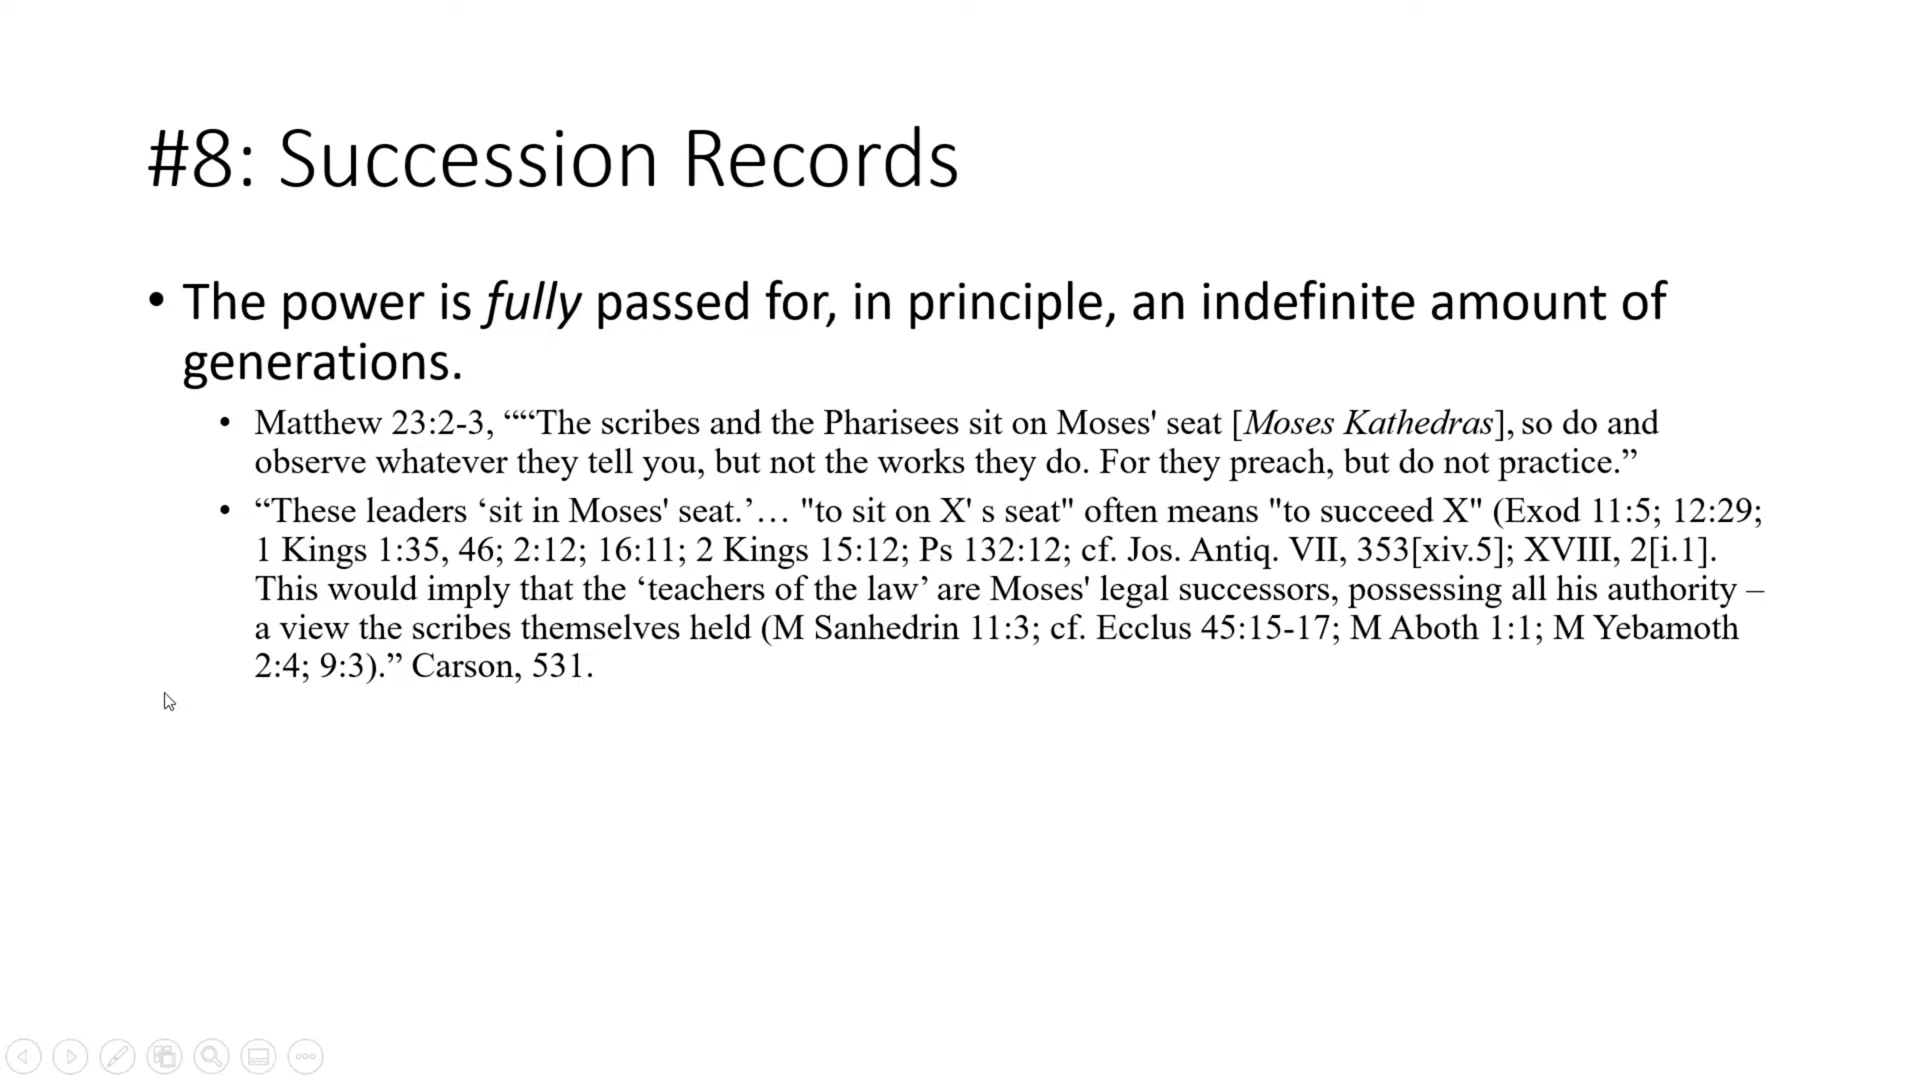 #8: Succession Records
• The power is fully passed for, in principle, an indefinite amount of
generations.
• Matthew 23:2-3, ““‘The scribes and the Pharisees sit on Moses' seat [Moses Kathedras], so do and
observe whatever they tell you, but not the works they do. For they preach, but do not practice.”
• “These leaders ‘sit in Moses' seat.’… "to sit on X' s seat" often means "to succeed X" (Exod 11:5; 12:29;
1 Kings 1:35, 46; 2:12; 16:11; 2 Kings 15:12; Ps 132:12; cf. Jos. Antiq. VII, 353[xiv.5]; XVIII, 2[i.1].
This would imply that the ‘teachers of the law’ are Moses' legal successors, possessing all his authority –
a view the scribes themselves held (M Sanhedrin 11:3; cf. Ecclus 45:15-17; M Aboth 1:1; M Yebamoth
2:4; 9:3).” Carson, 531.